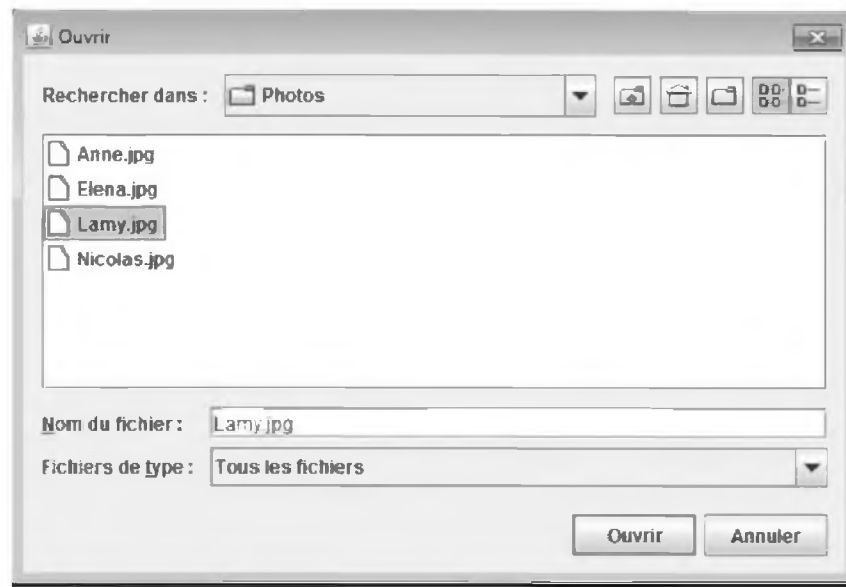 Ouvrir
Rechercher dans : Photos
Anne.jpg
Elena.jpg
Lamy.jpg
Nicolas.jpg
Nom du fichier : Lamy.jpg
Fichiers de type : Tous les fichiers
Ouvrir Annuler